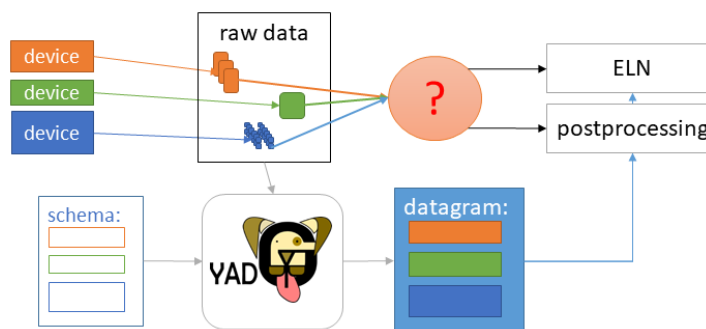 raw data
device
device
device
?
ELN
postprocessing
schema:
YADG
datagram: